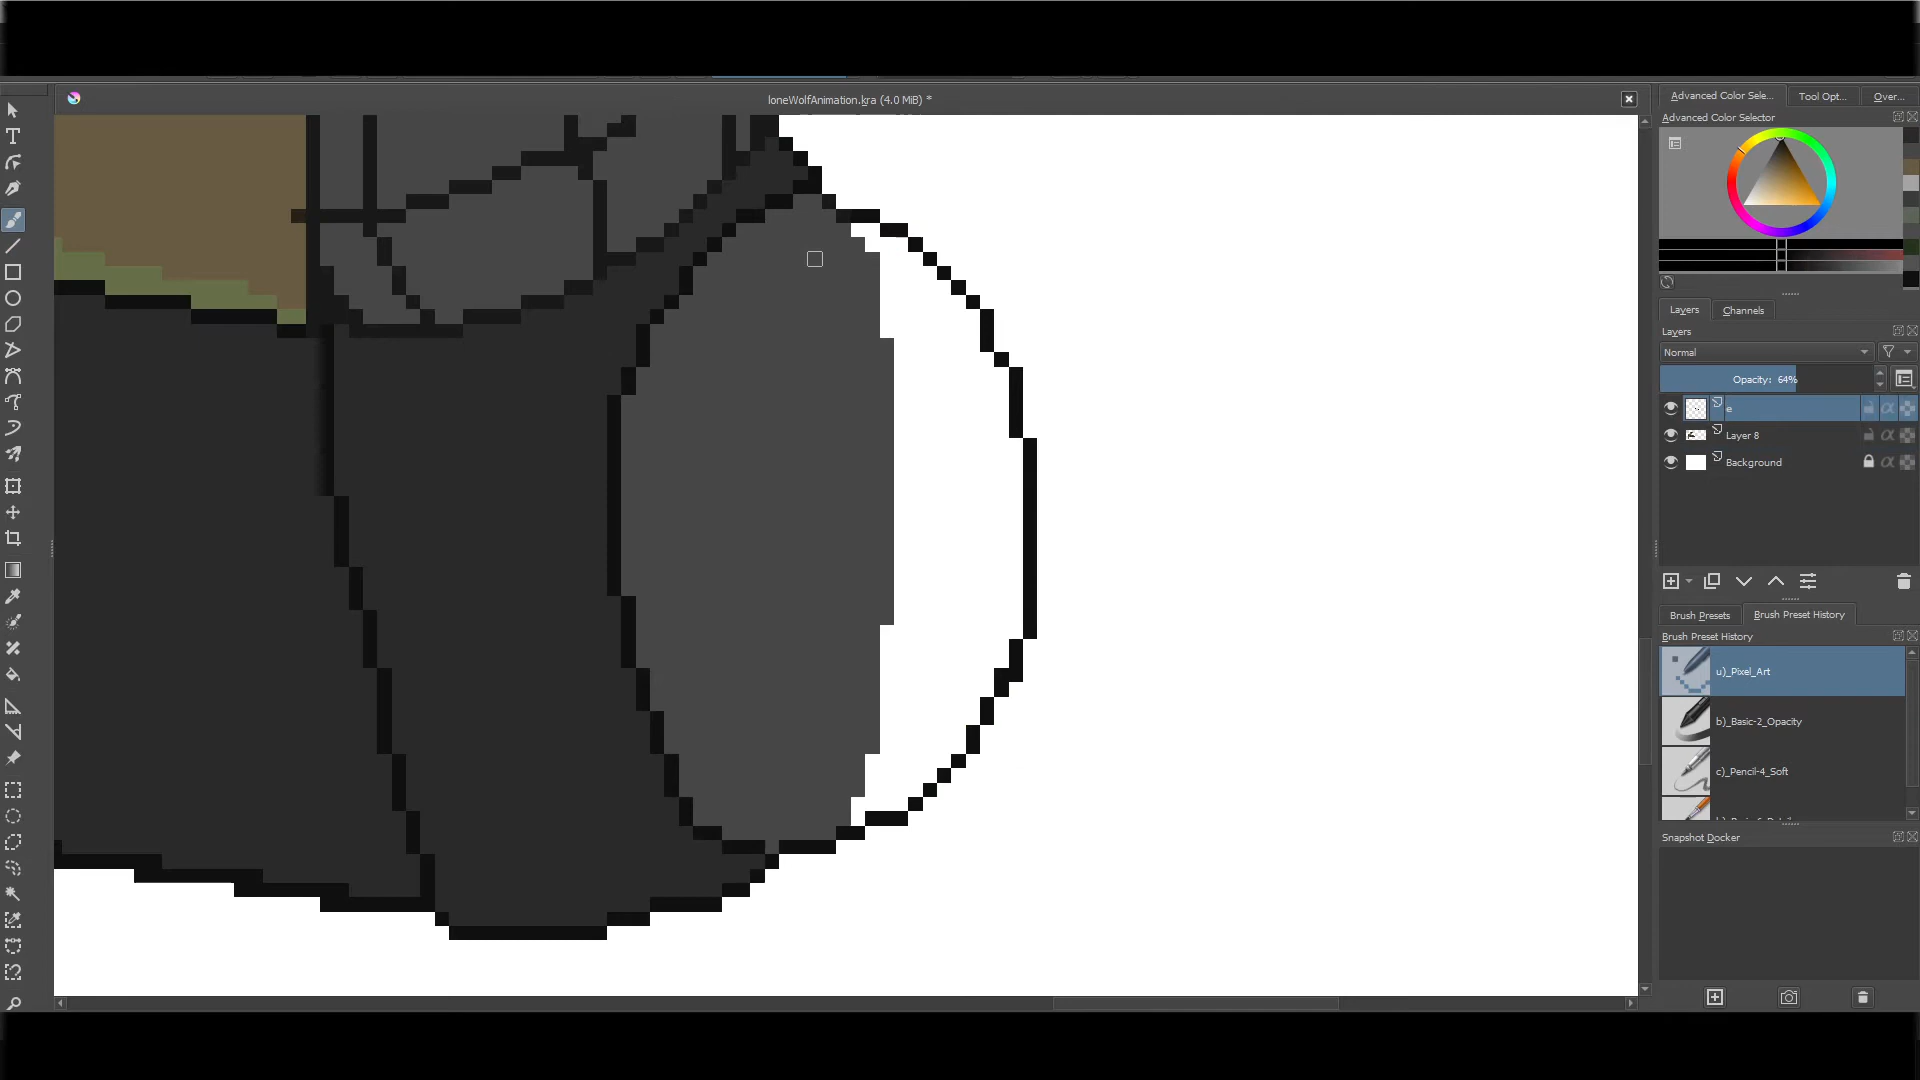 loneWolfAnimation.kra (4.0 MiB) *
Advanced Color Sele...
Tool Opt...
Over...
Advanced Color Selector
Layers
Channels
Layers
Normal
Opacity: 64%
e
Layer 8
Background
Brush Presets
Brush Preset History
Brush Preset History
u)_Pixel_Art
b)_Basic-2_Opacity
c)_Pencil-4_Soft
Snapshot Docker